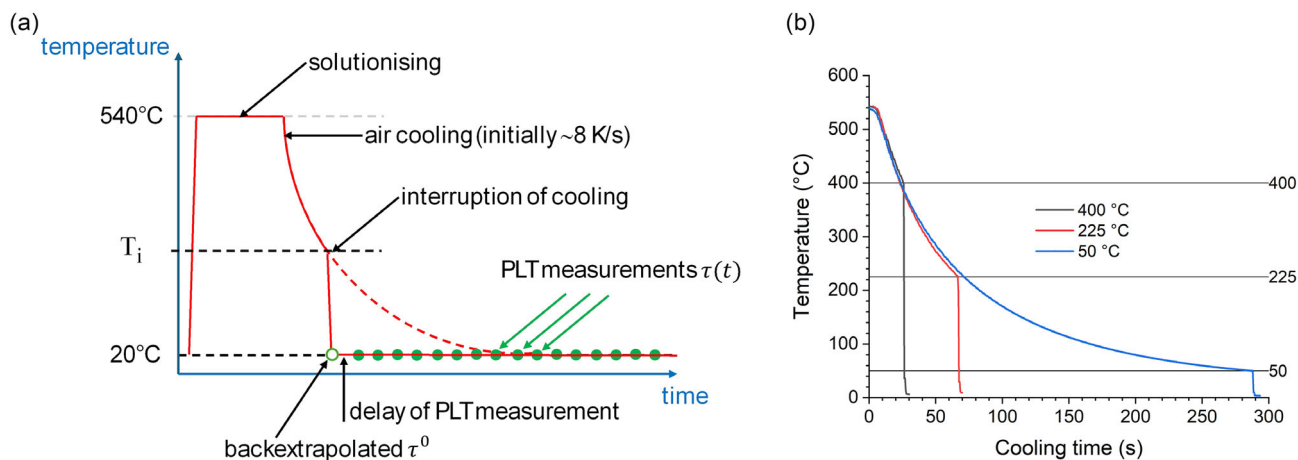 (a)
temperature
solutionising
540°C
air cooling (initially ~8 K/s)
interruption of cooling
Ti
PLT measurements τ(t)
20°C
time
delay of PLT measurement
backextrapolated τ⁰
(b)
Temperature (°C)
600
500
400
300
200
100
0
400 °C
225 °C
50 °C
400
225
50
0 50 100 150 200 250 300
Cooling time (s)